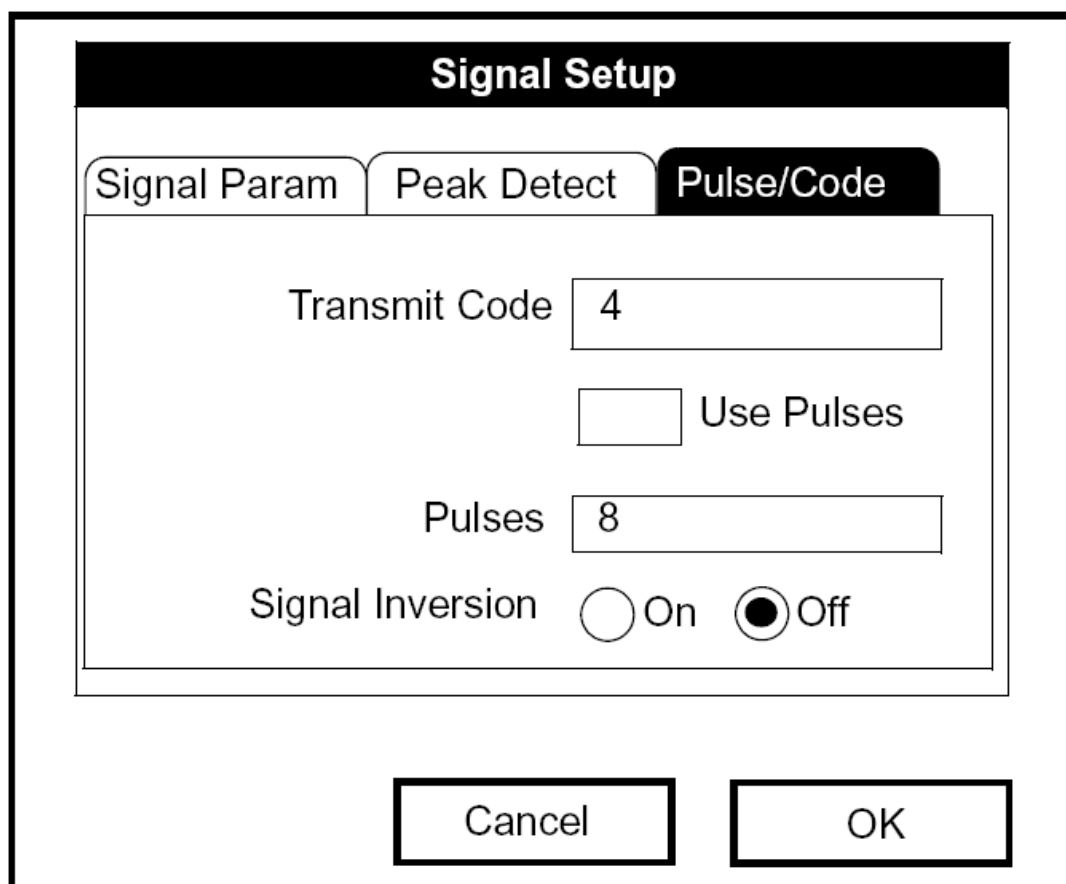 Signal Setup
Signal Param Peak Detect Pulse/Code
Transmit Code 4
Use Pulses
Pulses 8
Signal Inversion On Off
Cancel OK